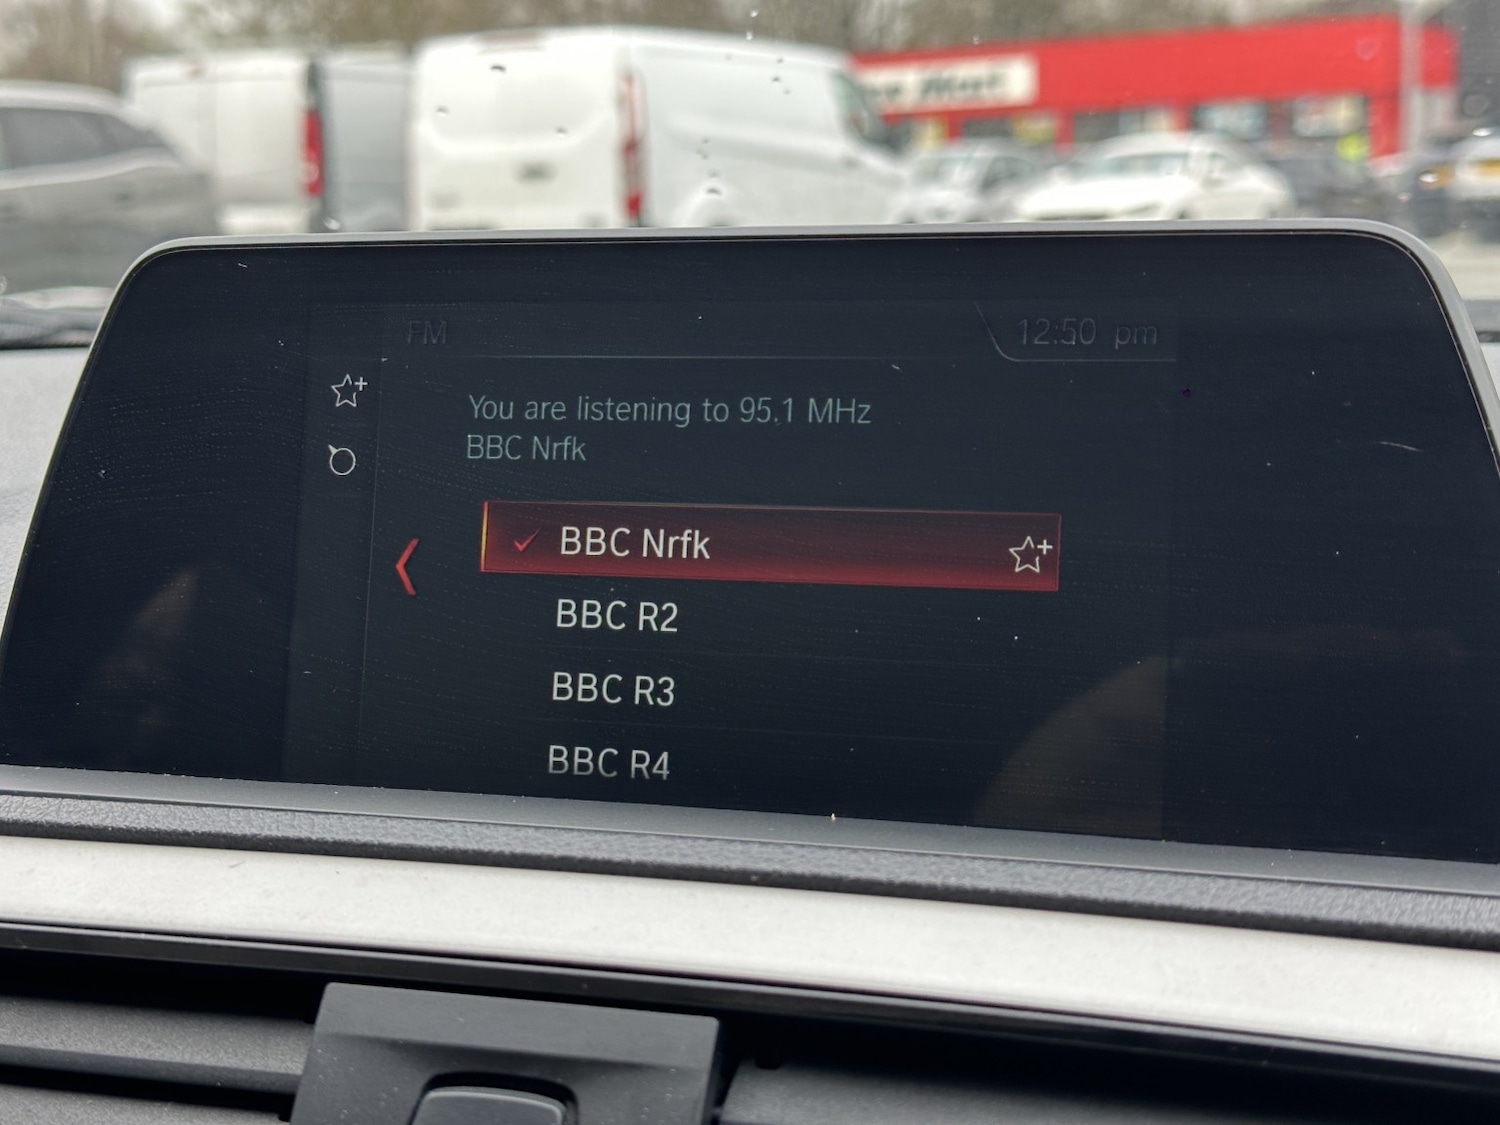 FM
12:50 pm
You are listening to 95.1 MHz
BBC Nrfk
BBC Nrfk
BBC R2
BBC R3
BBC R4